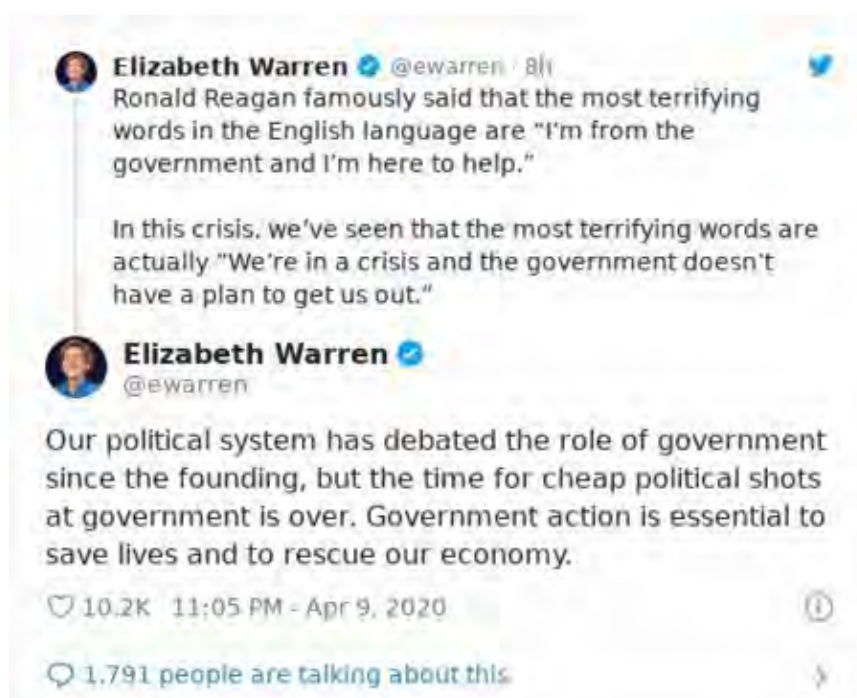 Elizabeth Warren @ewarren · 8h
Ronald Reagan famously said that the most terrifying
words in the English language are “I’m from the
government and I’m here to help.”
In this crisis, we’ve seen that the most terrifying words are
actually “We’re in a crisis and the government doesn’t
have a plan to get us out.”
Elizabeth Warren
@ewarren
Our political system has debated the role of government
since the founding, but the time for cheap political shots
at government is over. Government action is essential to
save lives and to rescue our economy.
10.2K 11:05 PM - Apr 9, 2020
1,791 people are talking about this